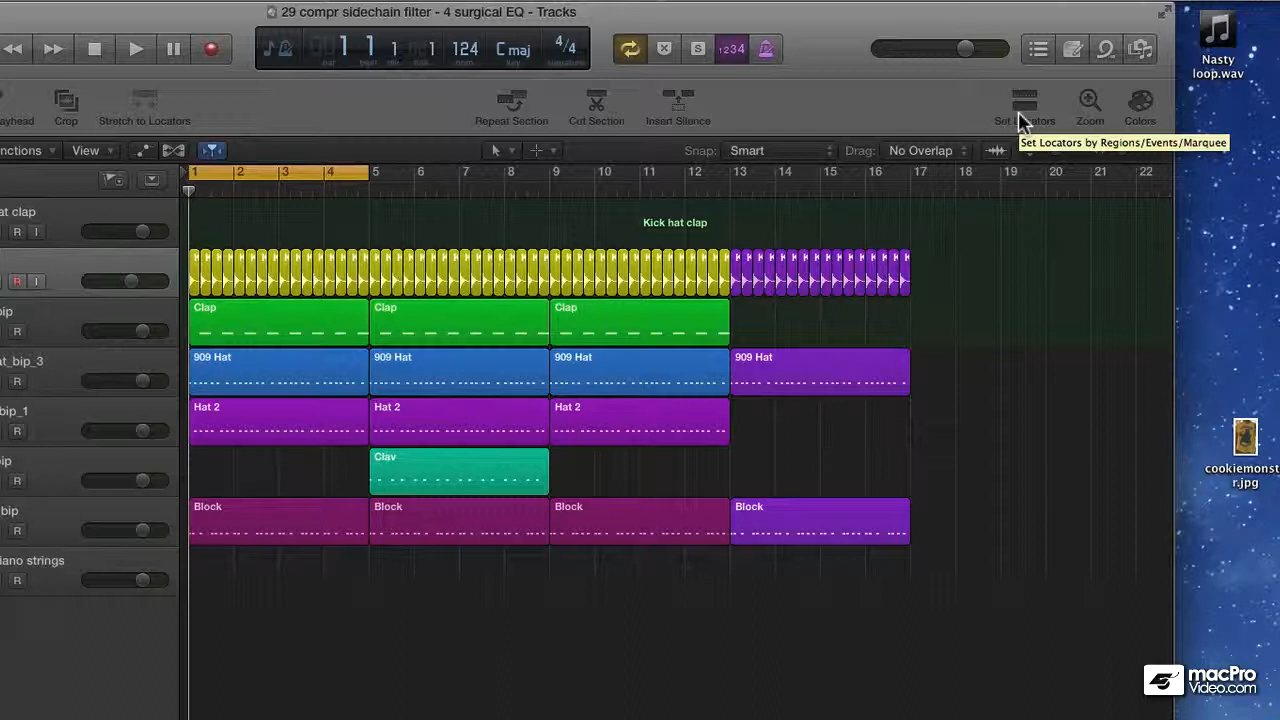 29 compr sidechain filter - 4 surgical EQ - Tracks
1 1 1 1 124 C maj 4/4
bar beat div key signature
S 1234
Nasty
loop.wav
ayhead Crop Stretch to Locators Repeat Section Cut Section Insert Silence Set Locators Zoom Colors
Set Locators by Regions/Events/Marquee
nctions View Snap: Smart Drag: No Overlap
1 2 3 4 5 6 7 8 9 10 11 12 13 14 15 16 17 18 19 20 21 22
at clap
Kick hat clap
R I
R I
ip
Clap Clap Clap
R
at_bip_3
909 Hat 909 Hat 909 Hat 909 Hat
R
bip_1
Hat 2 Hat 2 Hat 2
R
ip
Clav
R
bip
Block Block Block Block
R
iano strings
R
cookiemonst
r.jpg
macPro
Video.com